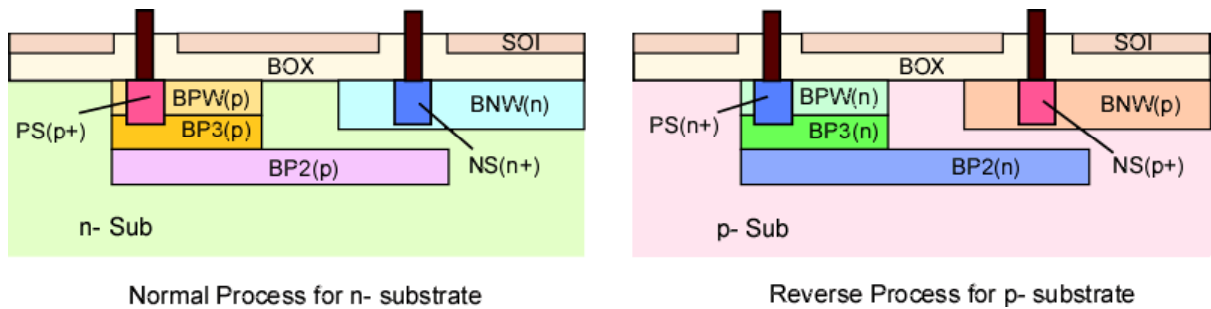 SOI
BOX
BPW(p)
BNW(n)
PS(p+)
BP3(p)
BP2(p)
NS(n+)
n- Sub
Normal Process for n- substrate
SOI
BOX
BPW(n)
BNW(p)
PS(n+)
BP3(n)
BP2(n)
NS(p+)
p- Sub
Reverse Process for p- substrate